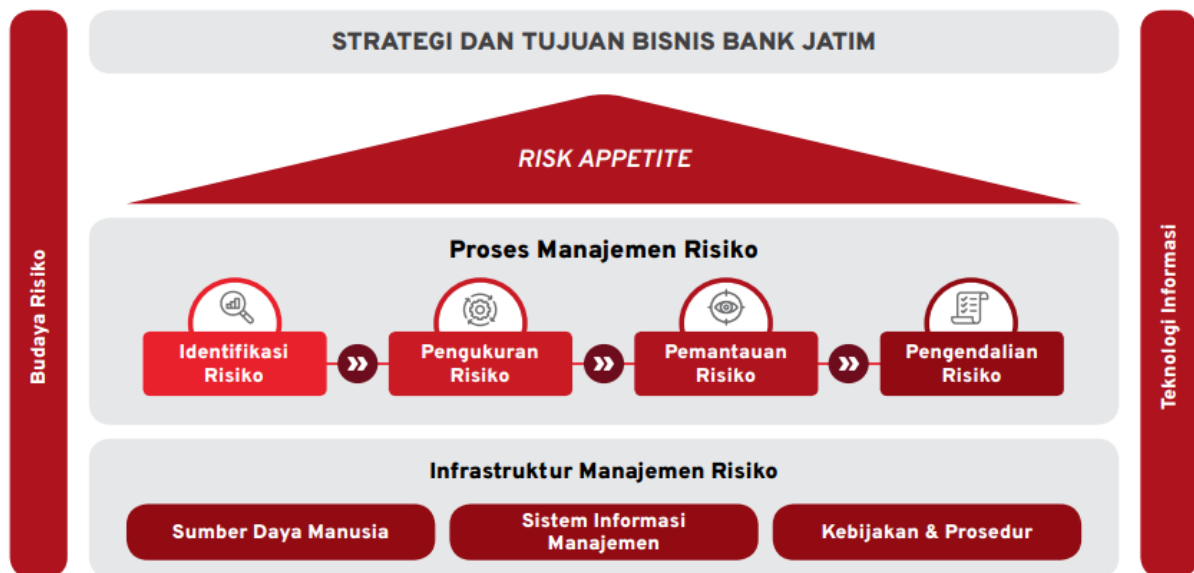 STRATEGI DAN TUJUAN BISNIS BANK JATIM
RISK APPETITE
Budaya Risiko
Proses Manajemen Risiko
Identifikasi
Risiko
Pengukuran
Risiko
Pemantauan
Risiko
Pengendalian
Risiko
Teknologi Informasi
Infrastruktur Manajemen Risiko
Sumber Daya Manusia
Sistem Informasi
Manajemen
Kebijakan & Prosedur